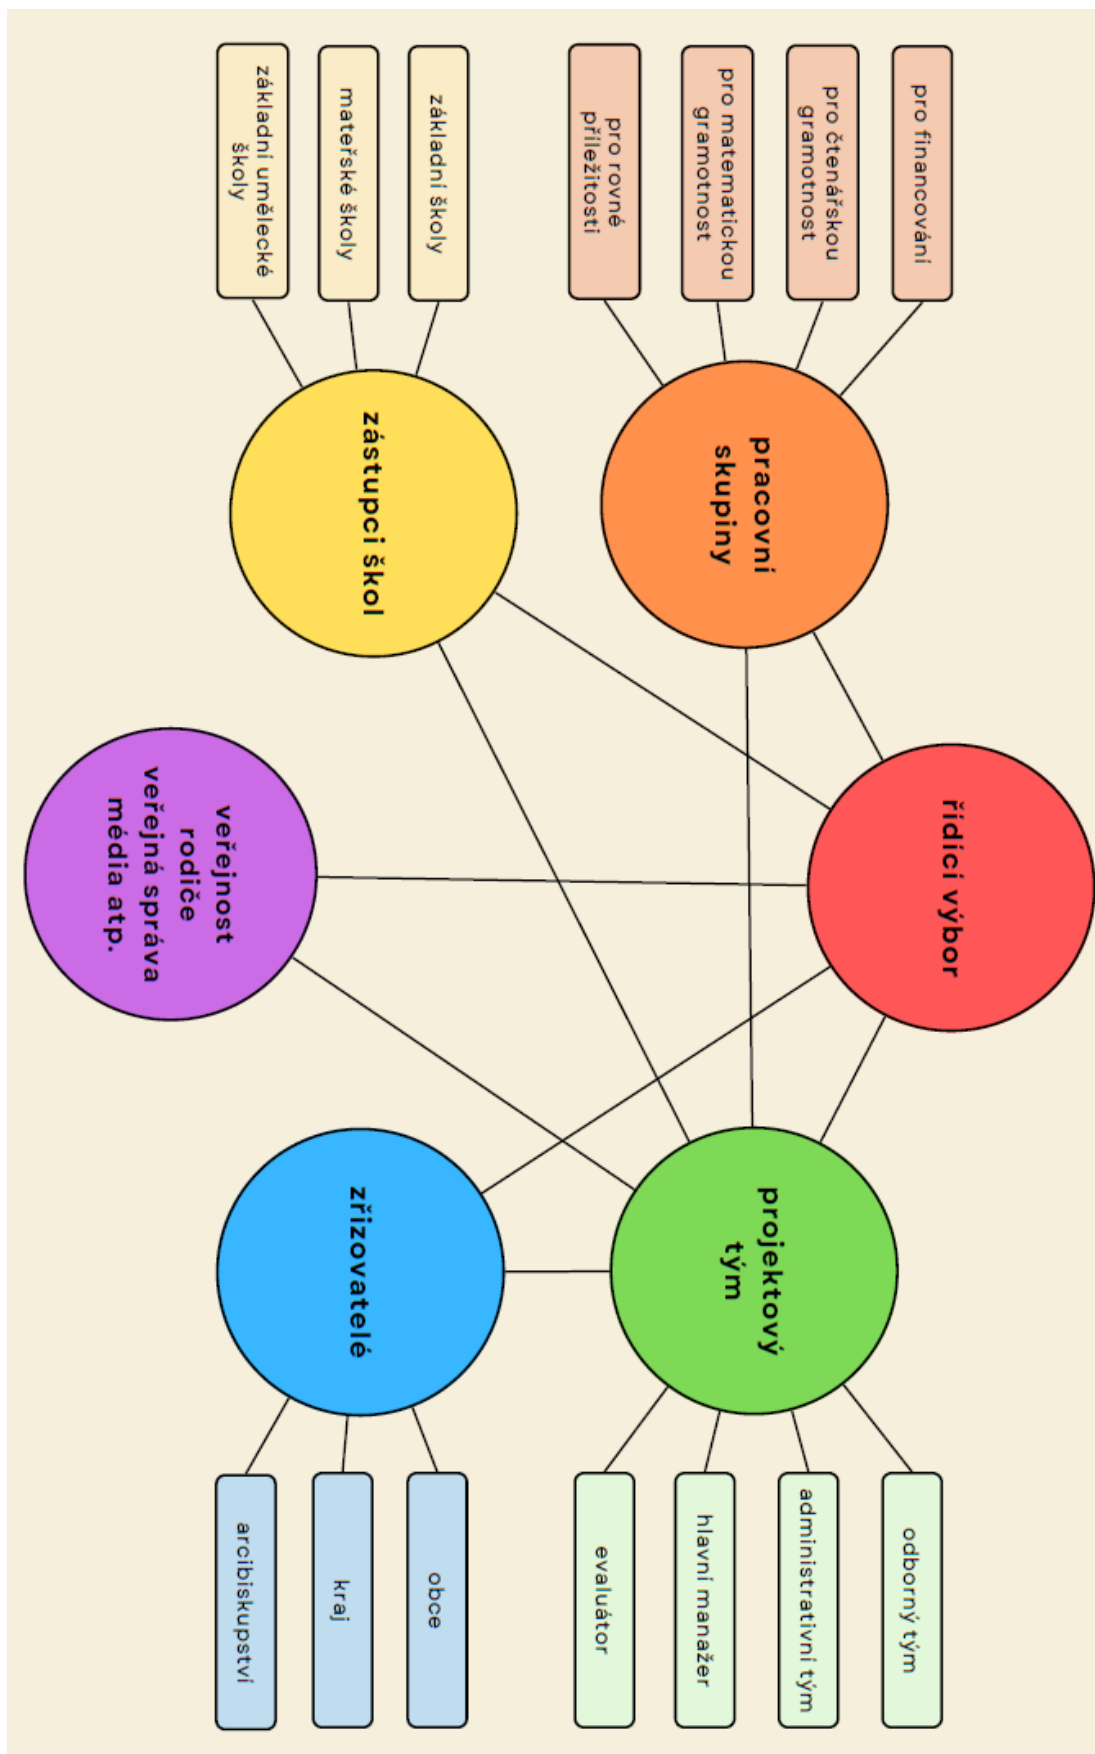 řídící výbor
pracovní
skupiny
projektový
tým
zástupci škol
zřizovatelé
veřejnost
rodiče
veřejná správa
média atp.
pro financování
pro čtenářskou
gramotnost
pro matematickou
gramotnost
pro rovné
příležitosti
odborný tým
administrativní tým
hlavní manažer
evaluátor
základní školy
mateřské školy
základní umělecké
školy
obce
kraj
arcibiskupství